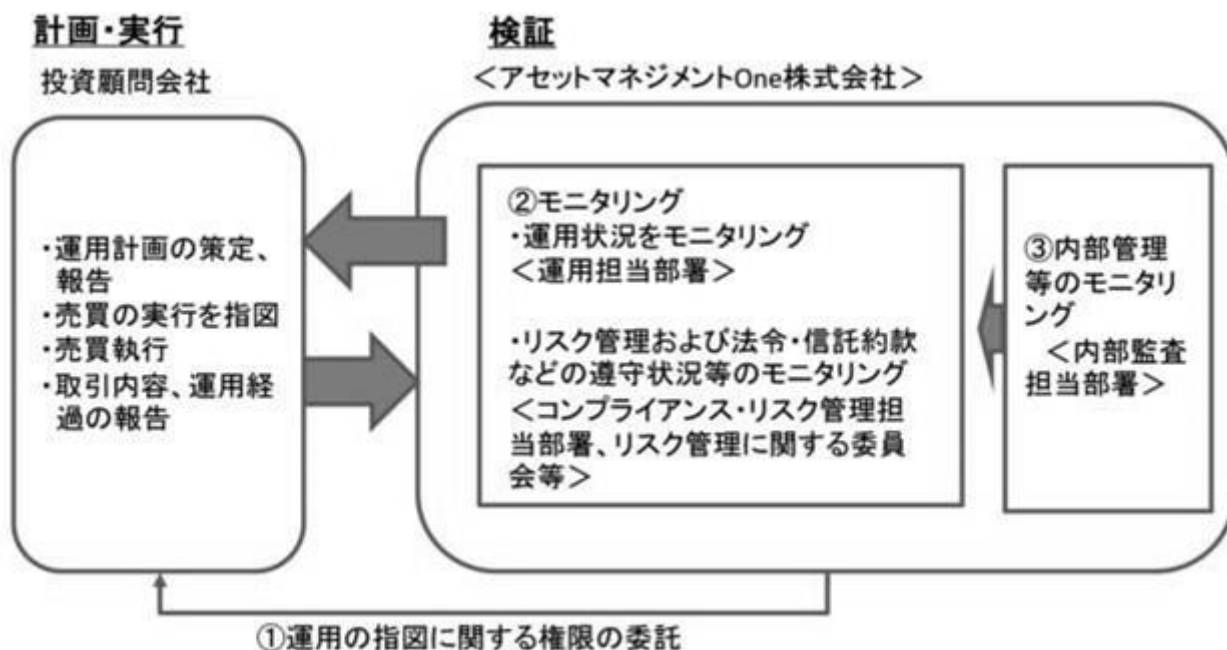 計画・実行
投資顧問会社
・運用計画の策定、
報告
・売買の実行を指図
・売買執行
・取引内容、運用経
過の報告
検証
＜アセットマネジメントOne株式会社＞
②モニタリング
・運用状況をモニタリング
＜運用担当部署＞
・リスク管理および法令・信託約款
などの遵守状況等のモニタリング
＜コンプライアンス・リスク管理担
当部署、リスク管理に関する委員
会等＞
③内部管理
等のモニタリ
ング
＜内部監査
担当部署＞
①運用の指図に関する権限の委託